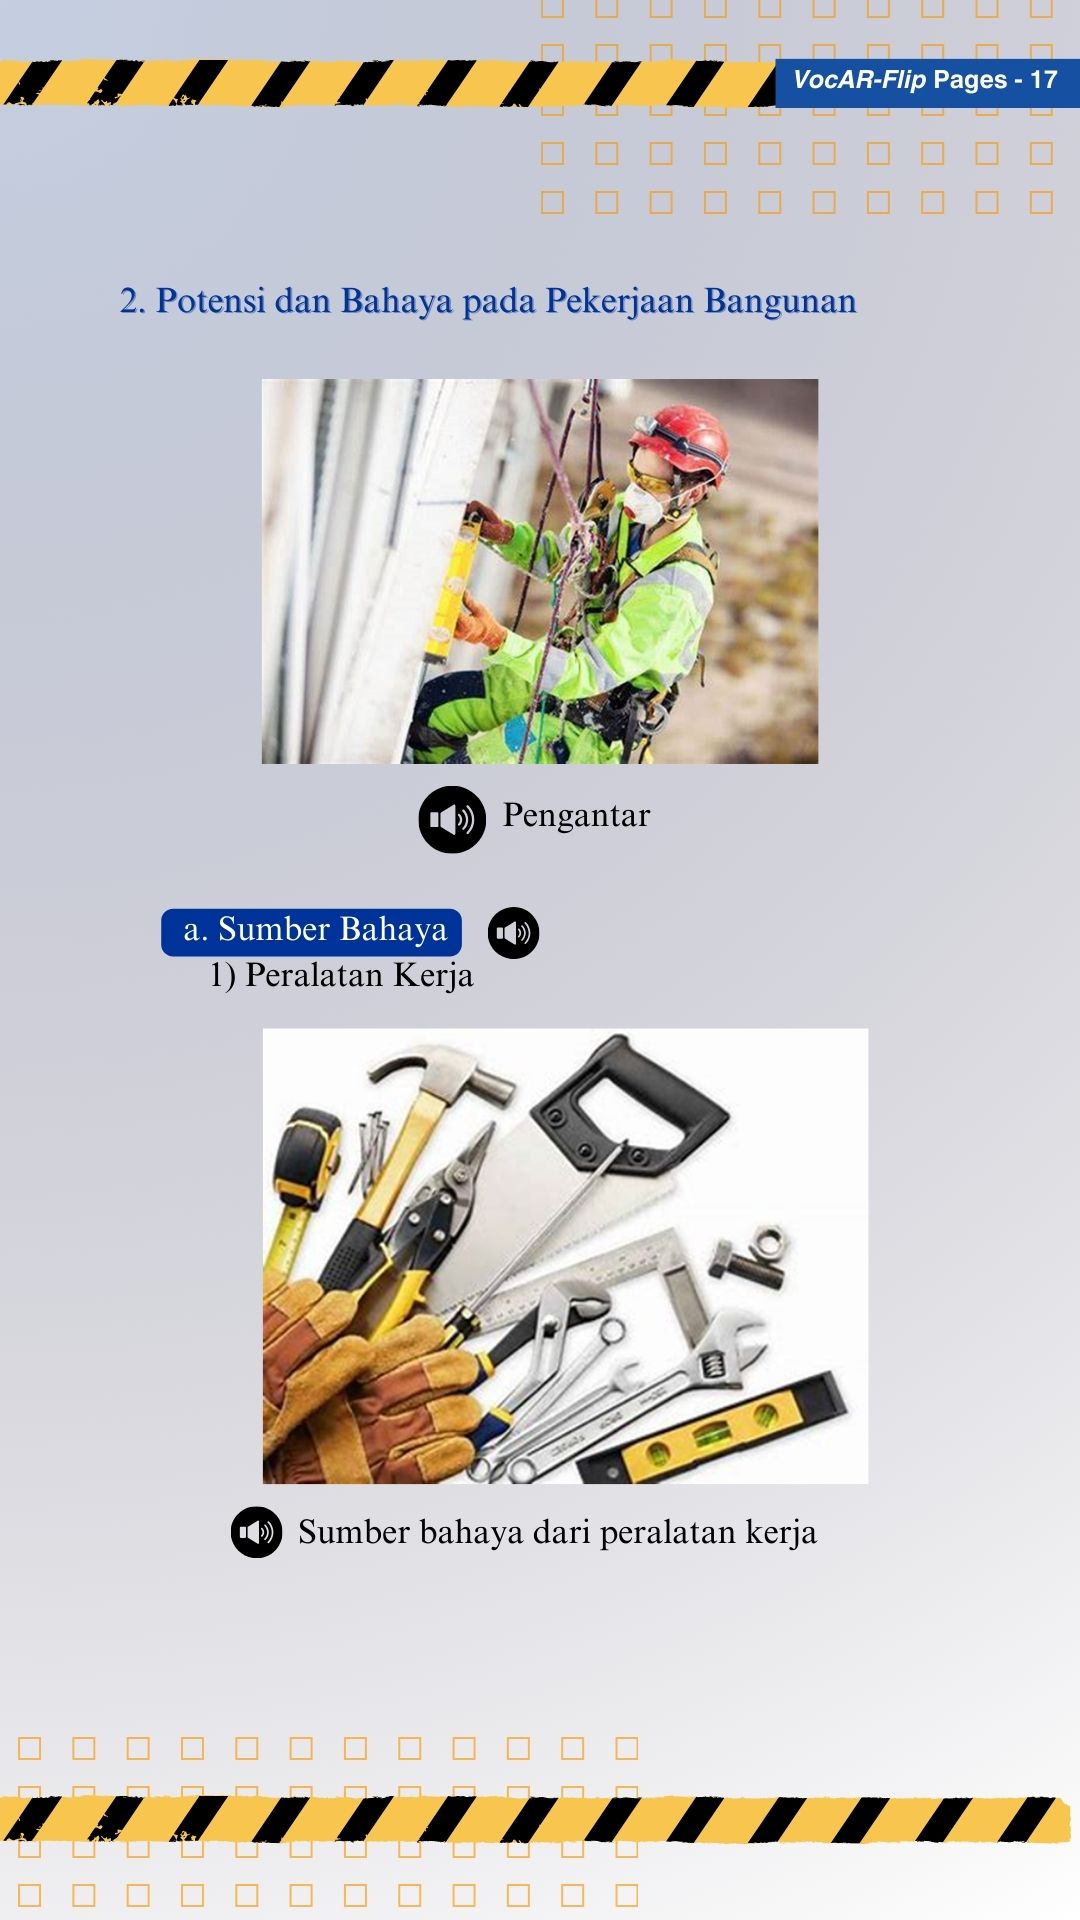 VocAR-Flip Pages - 17
2. Potensi dan Bahaya pada Pekerjaan Bangunan
Pengantar
a. Sumber Bahaya
1) Peralatan Kerja
Sumber bahaya dari peralatan kerja